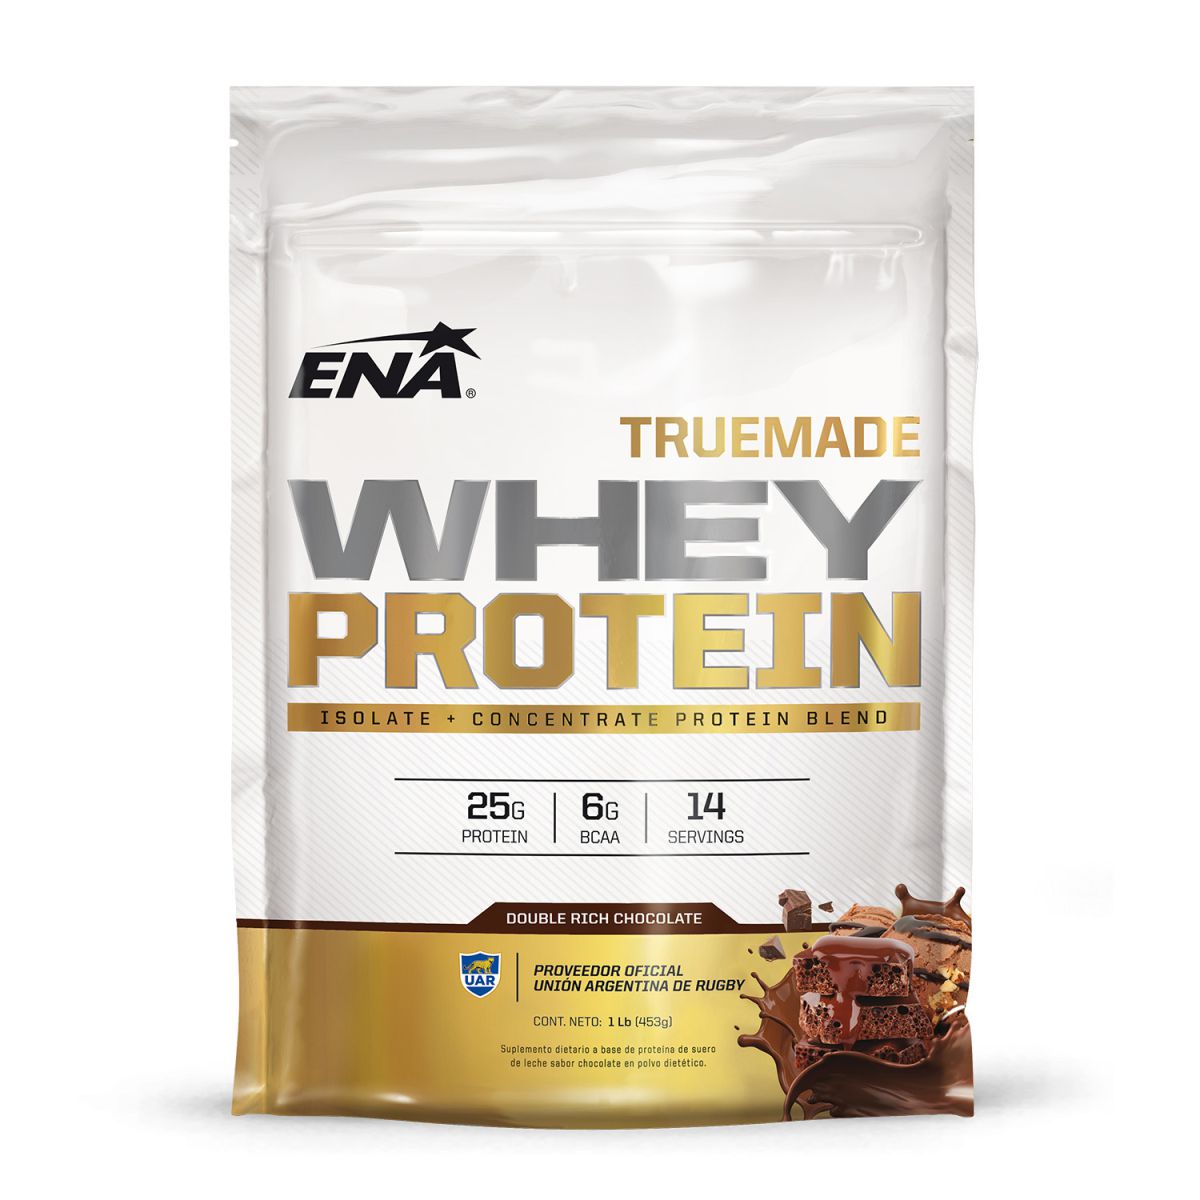 ENA®
TRUEMADE
WHEY
PROTEIN
ISOLATE + CONCENTRATE PROTEIN BLEND
25G
PROTEIN
6G
BCAA
14
SERVINGS
DOUBLE RICH CHOCOLATE
UAR
PROVEEDOR OFICIAL
UNIÓN ARGENTINA DE RUGBY
CONT. NETO: 1 Lb (453g)
Suplemento dietario a base de proteína de suero
de leche sabor chocolate en polvo dietético.